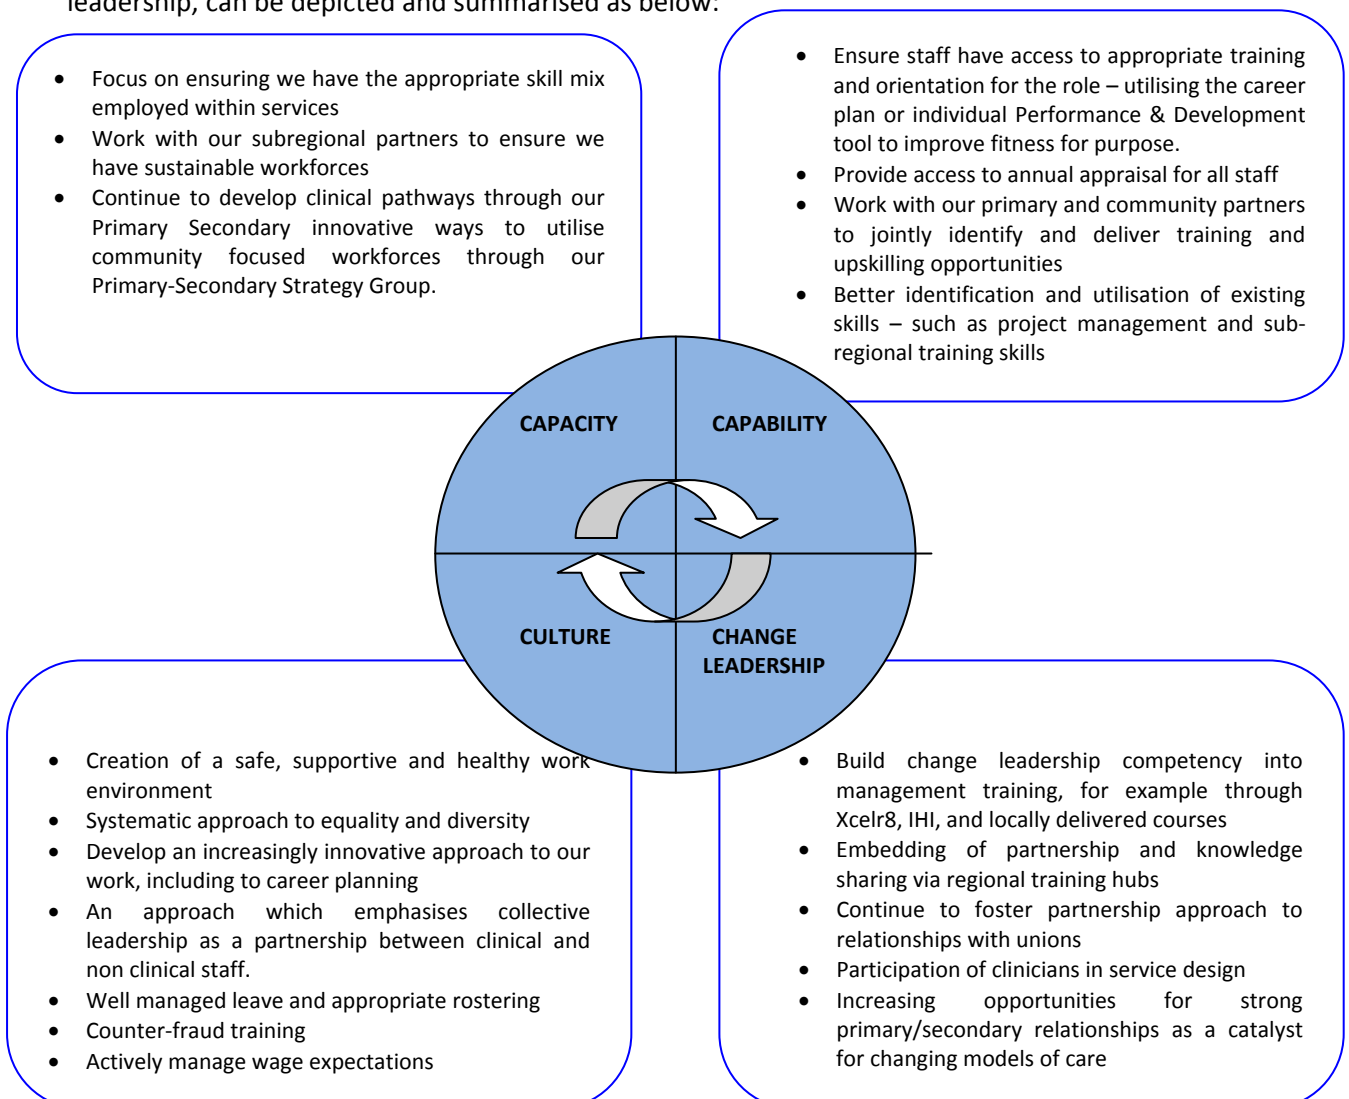 leadership, can be depicted and summarised as below:
• Focus on ensuring we have the appropriate skill mix
employed within services
• Work with our subregional partners to ensure we
have sustainable workforces
• Continue to develop clinical pathways through our
Primary Secondary innovative ways to utilise
community focused workforces through our
Primary-Secondary Strategy Group.
• Ensure staff have access to appropriate training
and orientation for the role – utilising the career
plan or individual Performance & Development
tool to improve fitness for purpose.
• Provide access to annual appraisal for all staff
• Work with our primary and community partners
to jointly identify and deliver training and
upskilling opportunities
• Better identification and utilisation of existing
skills – such as project management and sub-
regional training skills
CAPACITY
CAPABILITY
CULTURE
CHANGE
LEADERSHIP
• Creation of a safe, supportive and healthy work
environment
• Systematic approach to equality and diversity
• Develop an increasingly innovative approach to our
work, including to career planning
• An approach which emphasises collective
leadership as a partnership between clinical and
non clinical staff.
• Well managed leave and appropriate rostering
• Counter-fraud training
• Actively manage wage expectations
• Build change leadership competency into
management training, for example through
Xcelr8, IHI, and locally delivered courses
• Embedding of partnership and knowledge
sharing via regional training hubs
• Continue to foster partnership approach to
relationships with unions
• Participation of clinicians in service design
• Increasing opportunities for strong
primary/secondary relationships as a catalyst
for changing models of care